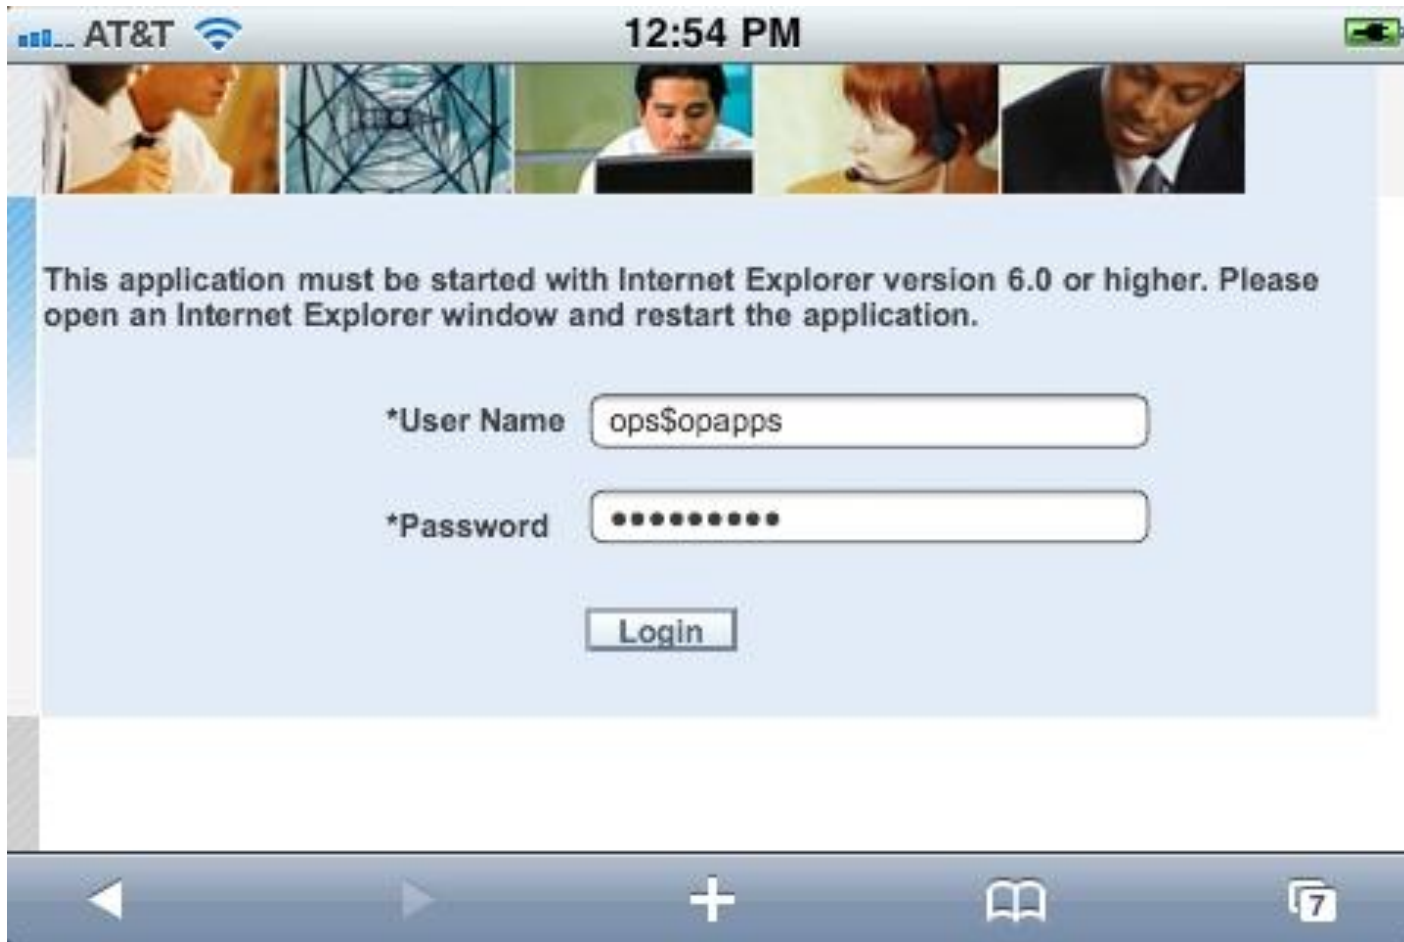 AT&T
12:54 PM
This application must be started with Internet Explorer version 6.0 or higher. Please
open an Internet Explorer window and restart the application.
*User Name ops$opapps
*Password •••••••••
Login
7